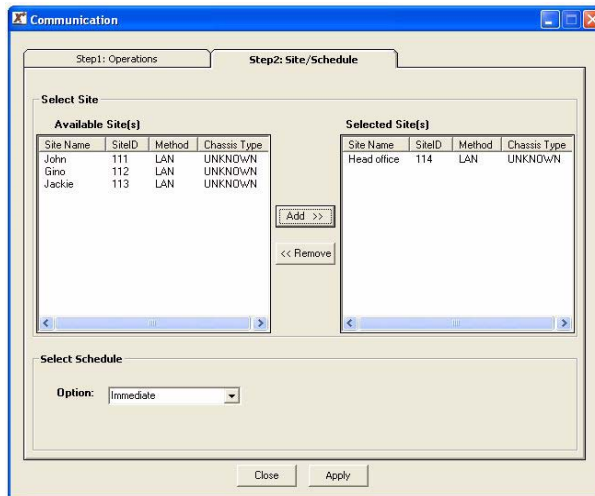 Communication
Step1: Operations
Step2: Site/Schedule
Select Site
Available Site(s)
Site Name SiteID Method Chassis Type
John 111 LAN UNKNOWN
Gino 112 LAN UNKNOWN
Jackie 113 LAN UNKNOWN
Add >>
<< Remove
Selected Site(s)
Site Name SiteID Method Chassis Type
Head office 114 LAN UNKNOWN
Select Schedule
Option: Immediate
Close
Apply